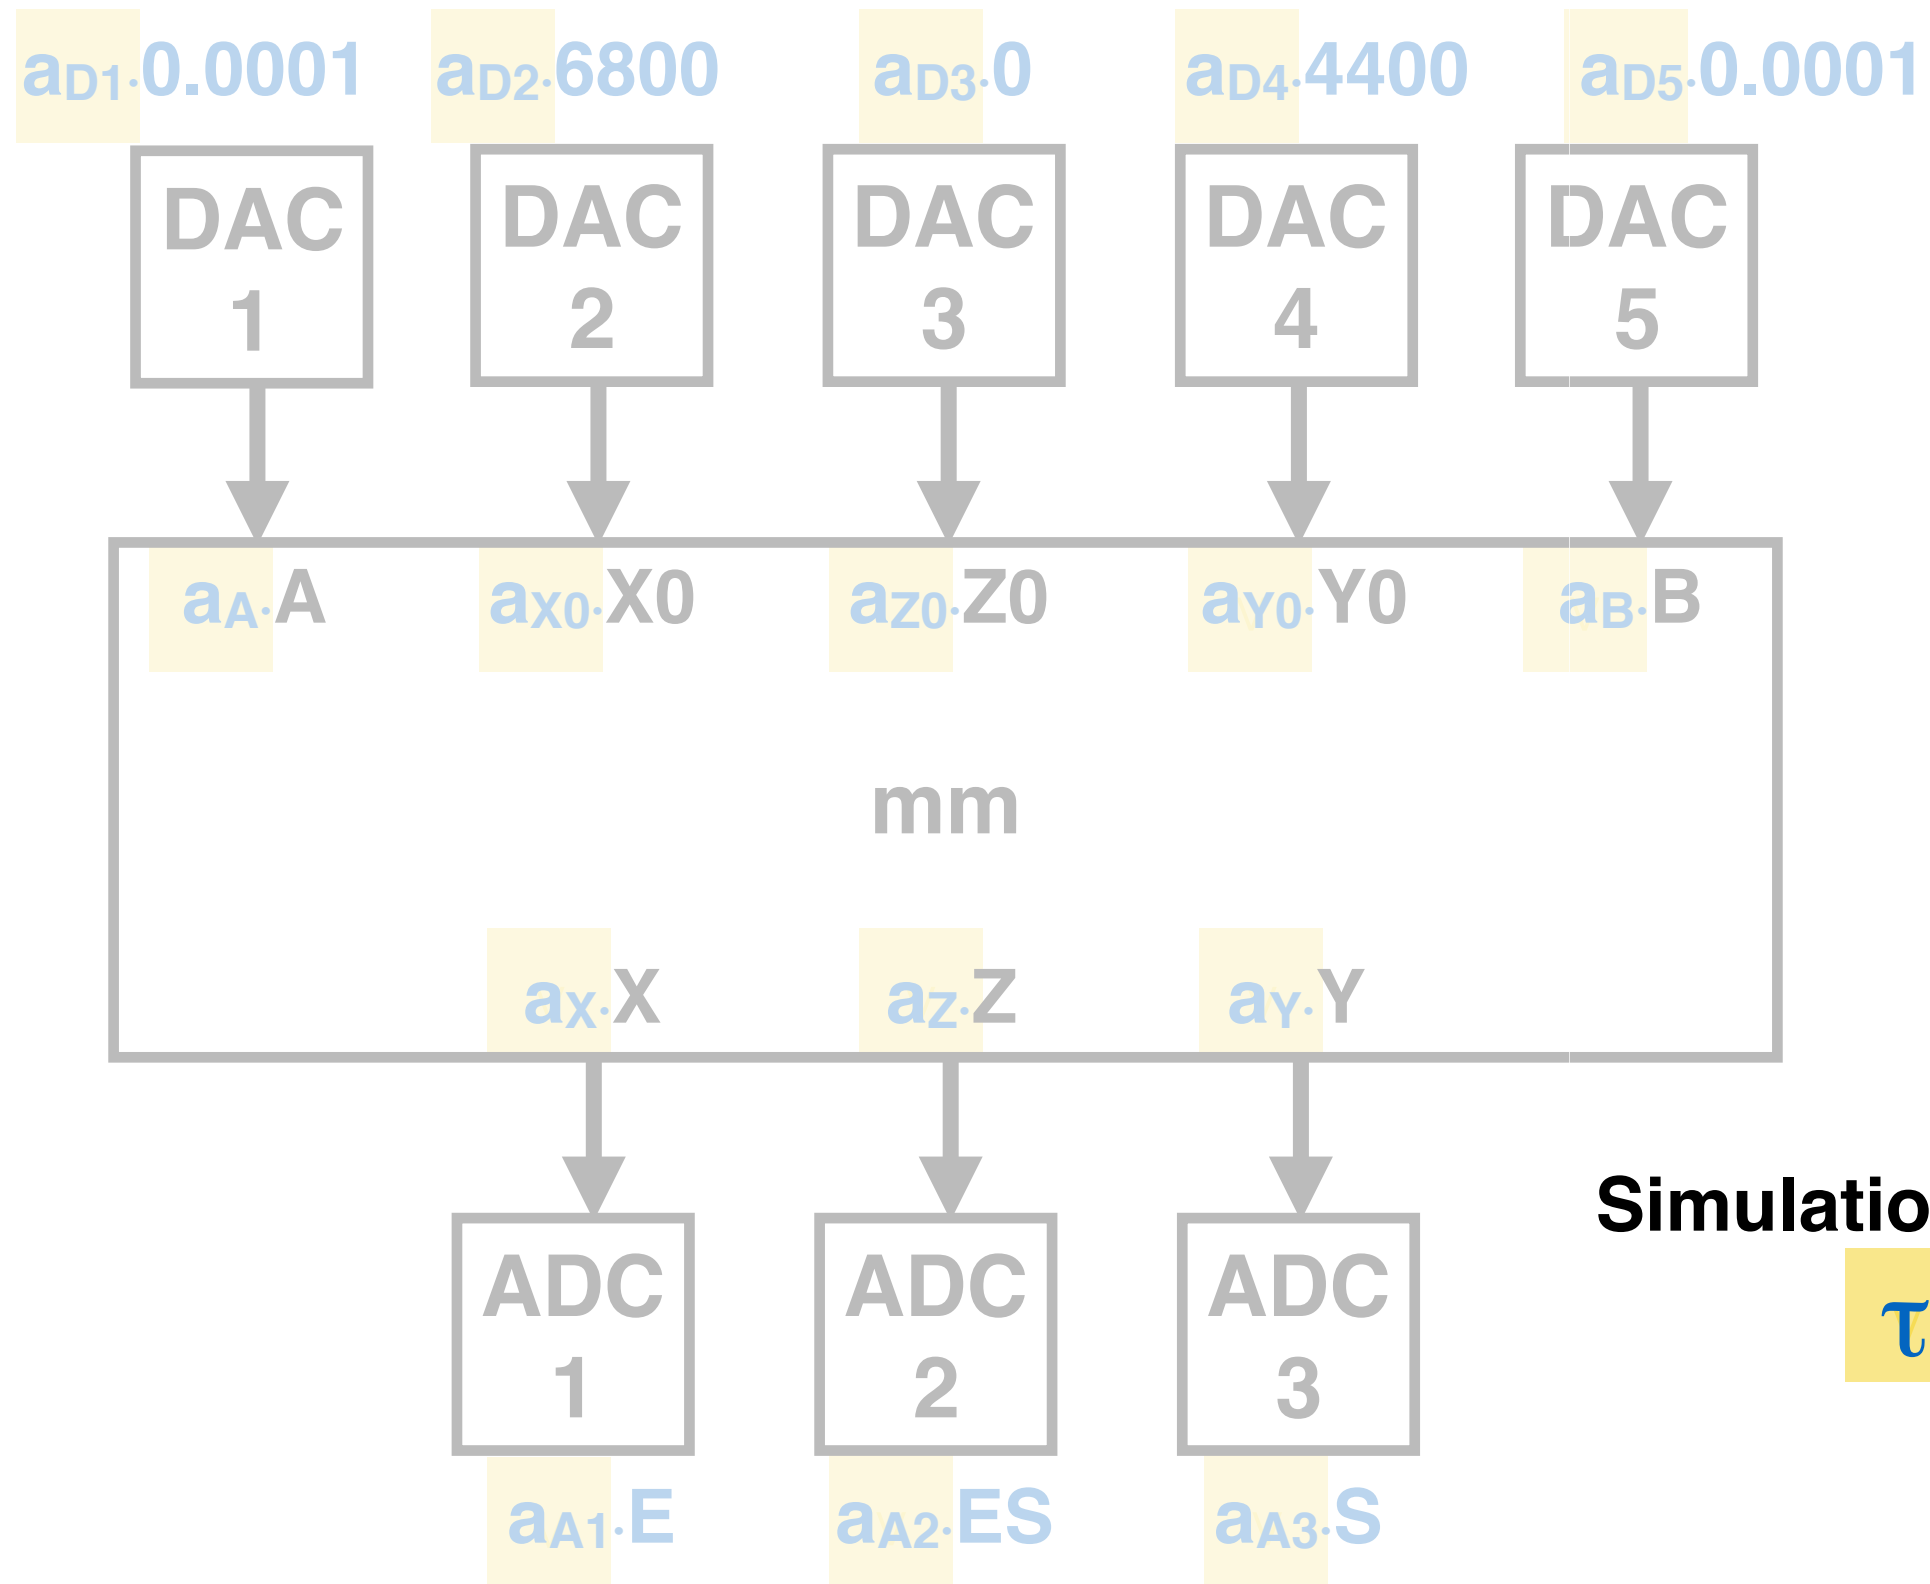 aD1·0.0001 aD2·6800 aD3·0 aD4·4400 aD5·0.0001
DAC 1 DAC 2 DAC 3 DAC 4 DAC 5
aA·A aX0·X0 aZ0·Z0 aY0·Y0 aB·B
mm
aX·X aZ·Z aY·Y
Simulatio
τ
ADC 1 ADC 2 ADC 3
aA1·E aA2·ES aA3·S